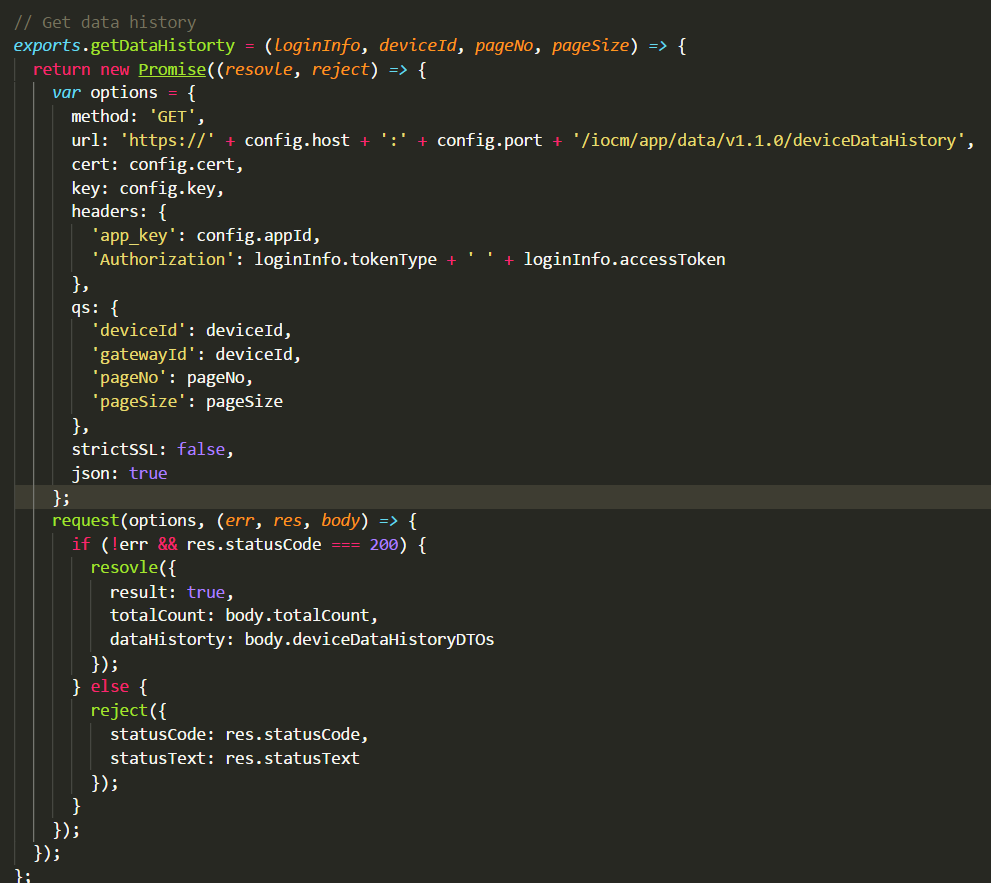 // Get data history
exports.getDataHistorty = (loginInfo, deviceId, pageNo, pageSize) => {
  return new Promise((resovle, reject) => {
    var options = {
      method: 'GET',
      url: 'https://' + config.host + ':' + config.port + '/iocm/app/data/v1.1.0/deviceDataHistory',
      cert: config.cert,
      key: config.key,
      headers: {
        'app_key': config.appId,
        'Authorization': loginInfo.tokenType + ' ' + loginInfo.accessToken
      },
      qs: {
        'deviceId': deviceId,
        'gatewayId': deviceId,
        'pageNo': pageNo,
        'pageSize': pageSize
      },
      strictSSL: false,
      json: true
    };
    request(options, (err, res, body) => {
      if (!err && res.statusCode === 200) {
        resovle({
          result: true,
          totalCount: body.totalCount,
          dataHistorty: body.deviceDataHistoryDTOs
        });
      } else {
        reject({
          statusCode: res.statusCode,
          statusText: res.statusText
        });
      }
    });
  });
};